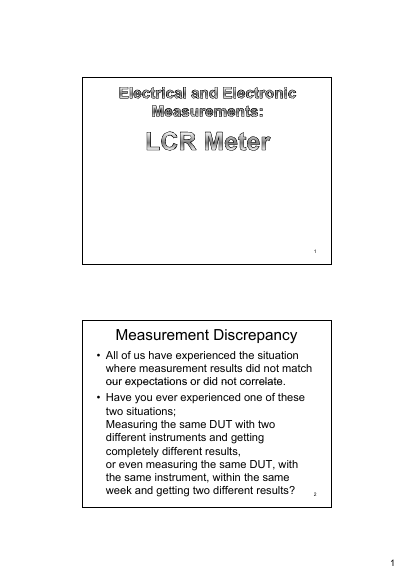 Electrical and Electronic
Measurements:
LCR Meter
1
Measurement Discrepancy
• All of us have experienced the situation
where measurement results did not match
our expectations or did not correlate.
• Have you ever experienced one of these
two situations;
Measuring the same DUT with two
different instruments and getting
completely different results,
or even measuring the same DUT, with
the same instrument, within the same
week and getting two different results?
2
1